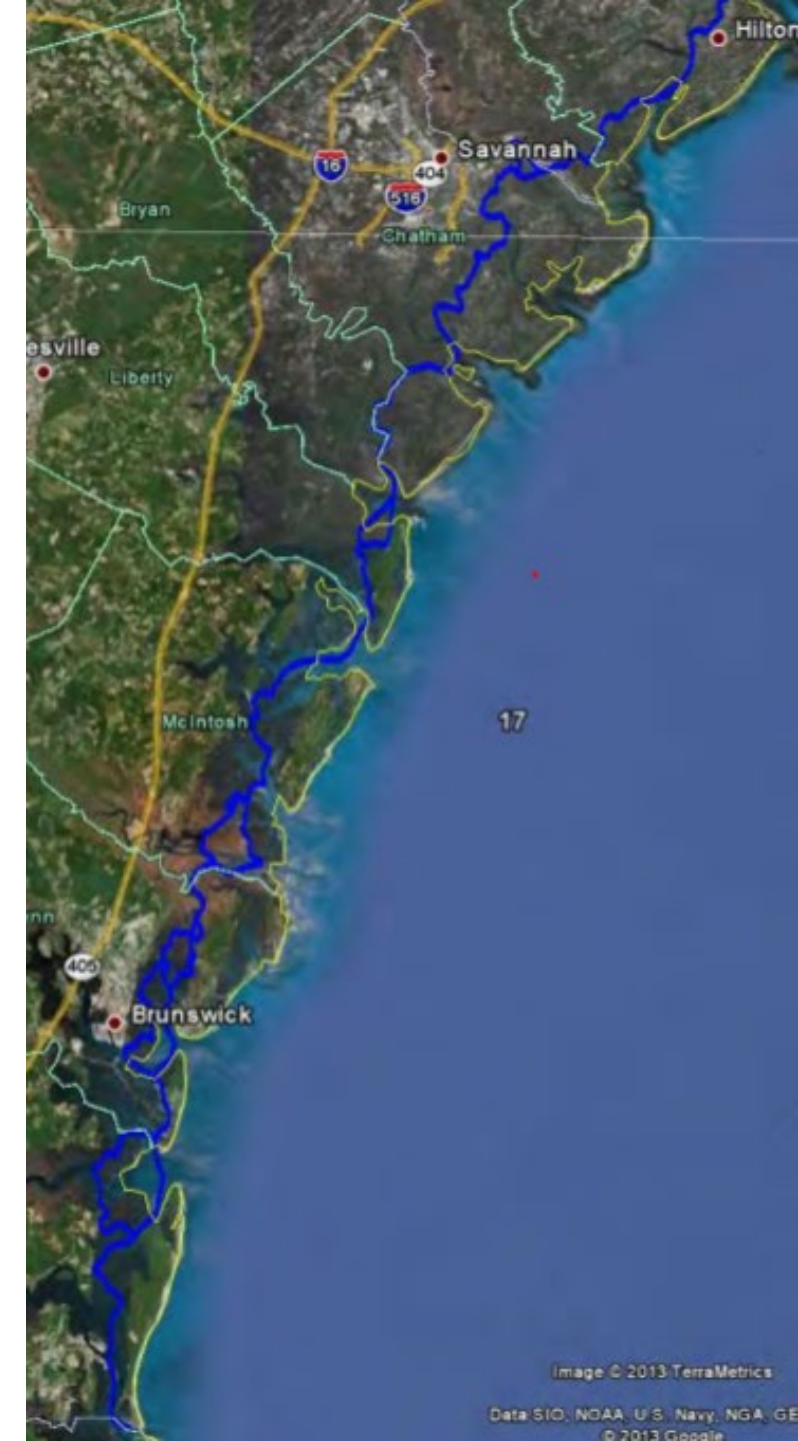 Hilton
Savannah
16
404
516
Bryan
Chatham
esville
Liberty
17
McIntosh
nn
405
Brunswick
Image © 2013 TerraMetrics
Data SIO, NOAA, U.S. Navy, NGA, GE
© 2013 Google